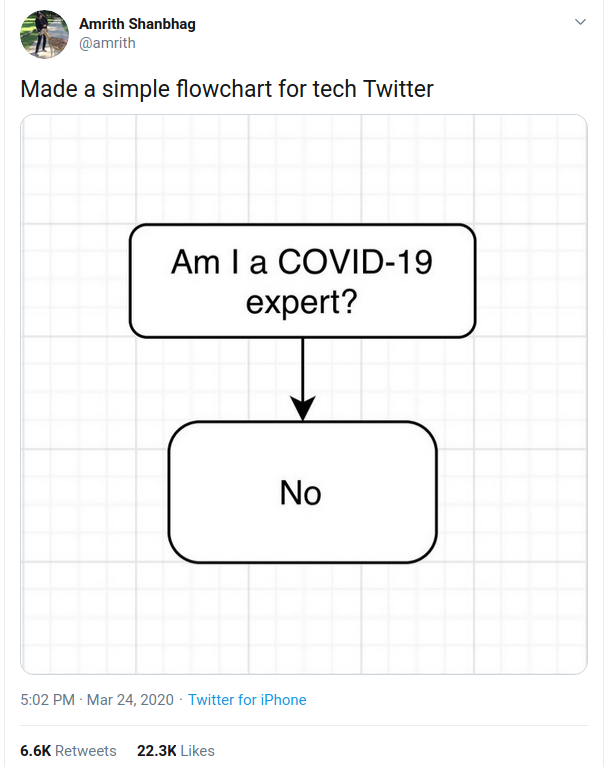 Amrith Shanbhag
@amrith
Made a simple flowchart for tech Twitter
Am I a COVID-19
expert?
No
5:02 PM · Mar 24, 2020 · Twitter for iPhone
6.6K Retweets 22.3K Likes